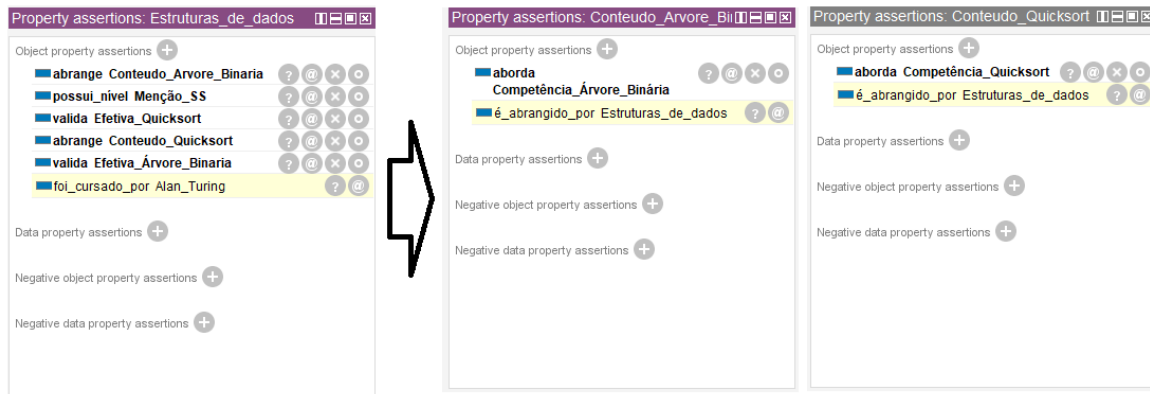 Property assertions: Estruturas_de_dados
Object property assertions
abrange Conteudo_Arvore_Binaria
possui_nivel Menção_SS
valida Efetiva_Quicksort
abrange Conteudo_Quicksort
valida Efetiva_Árvore_Binaria
foi_cursado_por Alan_Turing
Data property assertions
Negative object property assertions
Negative data property assertions
Property assertions: Conteudo_Arvore_Bi
Object property assertions
aborda
Competência_Árvore_Binária
é_abrangido_por Estruturas_de_dados
Data property assertions
Negative object property assertions
Negative data property assertions
Property assertions: Conteudo_Quicksort
Object property assertions
aborda Competência_Quicksort
é_abrangido_por Estruturas_de_dados
Data property assertions
Negative object property assertions
Negative data property assertions